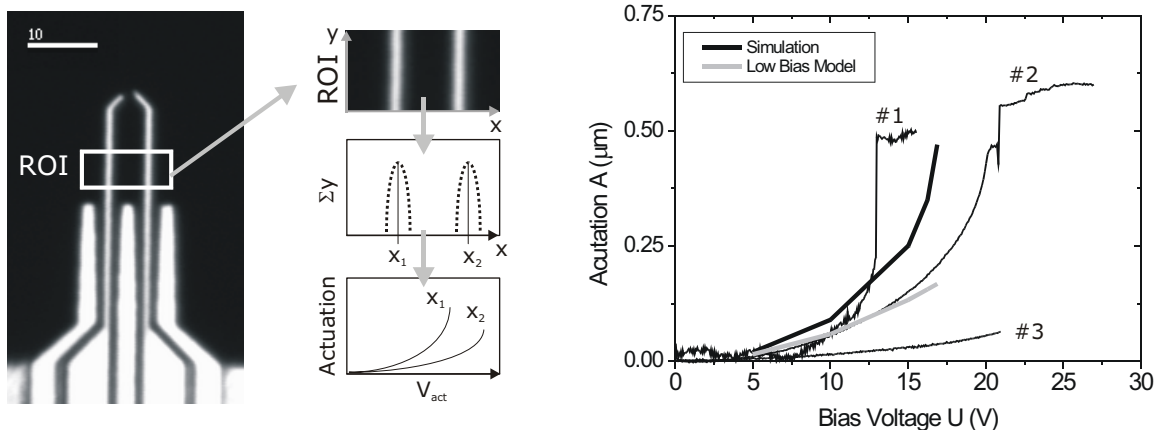 10
ROI
ROI
y
x
Σy
x
x₁
x₂
Actuation
x₁
x₂
V_act
0.75
0.50
0.25
0.00
Acutation A (µm)
Simulation
Low Bias Model
#1
#2
#3
0 5 10 15 20 25 30
Bias Voltage U (V)